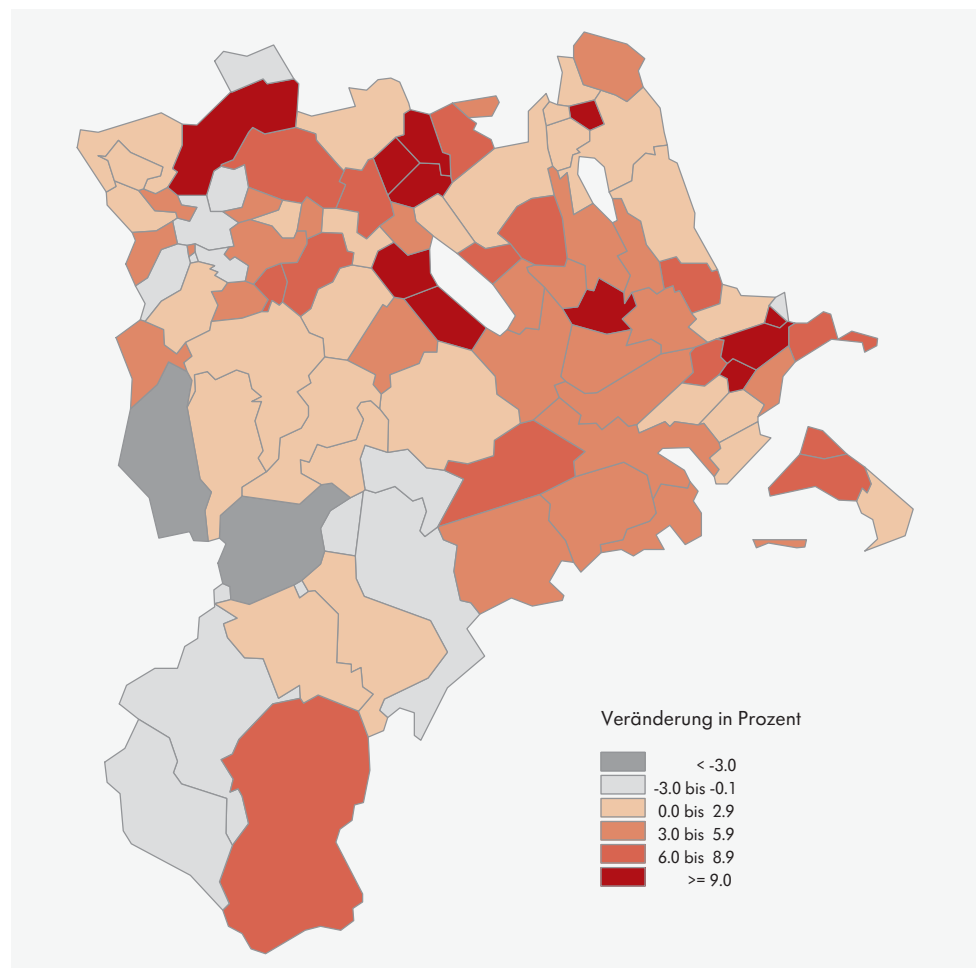 Veränderung in Prozent
< -3.0
-3.0 bis -0.1
0.0 bis 2.9
3.0 bis 5.9
6.0 bis 8.9
>= 9.0